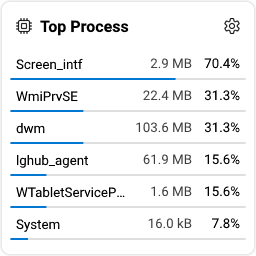 Top Process
Screen_intf 2.9 MB 70.4%
WmiPrvSE 22.4 MB 31.3%
dwm 103.6 MB 31.3%
lghub_agent 61.9 MB 15.6%
WTabletServiceP... 1.6 MB 15.6%
System 16.0 kB 7.8%